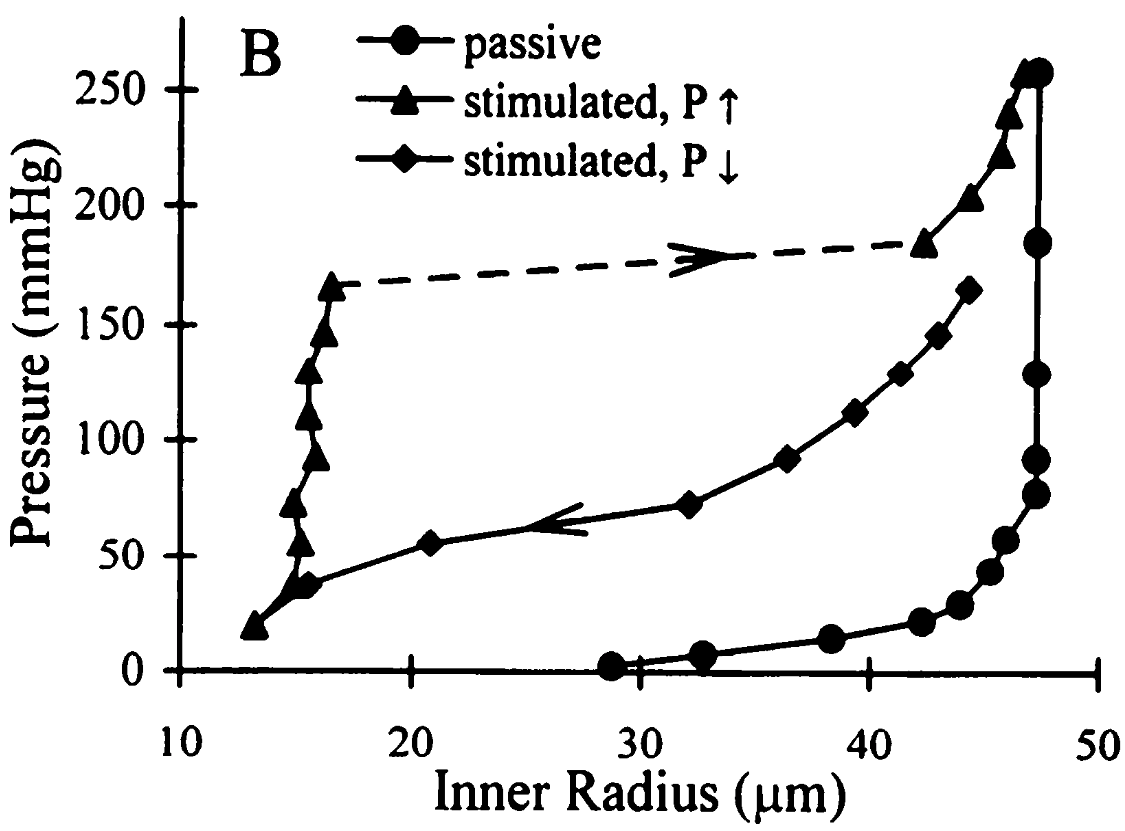 B
passive
stimulated, P ↑
stimulated, P ↓
Pressure (mmHg)
250
200
150
100
50
0
10 20 30 40 50
Inner Radius (μm)